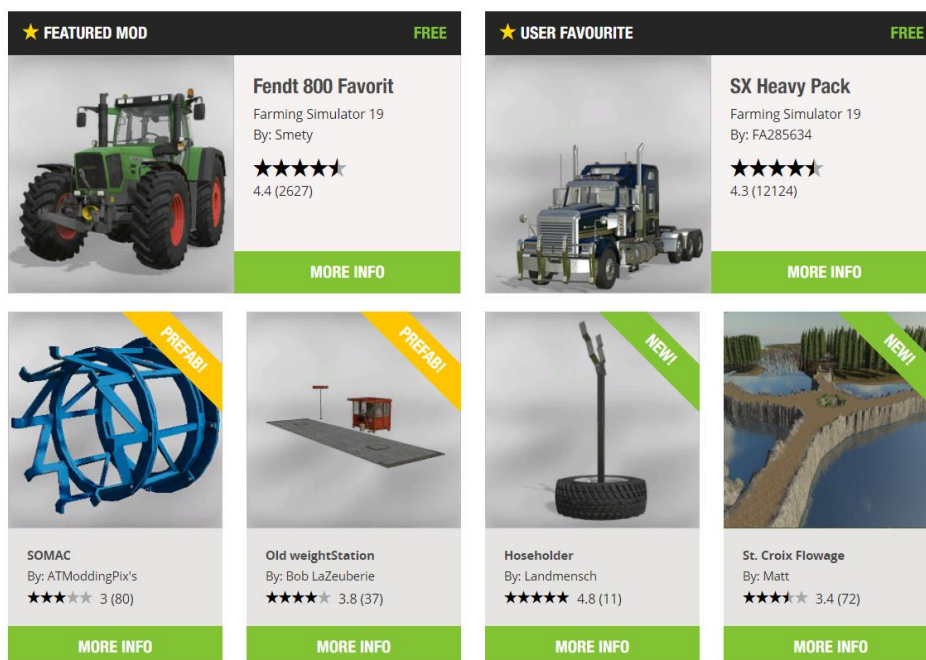 FEATURED MOD
FREE
Fendt 800 Favorit
Farming Simulator 19
By: Smety
4.4 (2627)
MORE INFO
USER FAVOURITE
FREE
SX Heavy Pack
Farming Simulator 19
By: FA285634
4.3 (12124)
MORE INFO
PREFAB!
SOMAC
By: ATModdingPix's
3 (80)
MORE INFO
PREFAB!
Old weightStation
By: Bob LaZeuberie
3.8 (37)
MORE INFO
NEW!
Hoseholder
By: Landmensch
4.8 (11)
MORE INFO
NEW!
St. Croix Flowage
By: Matt
3.4 (72)
MORE INFO